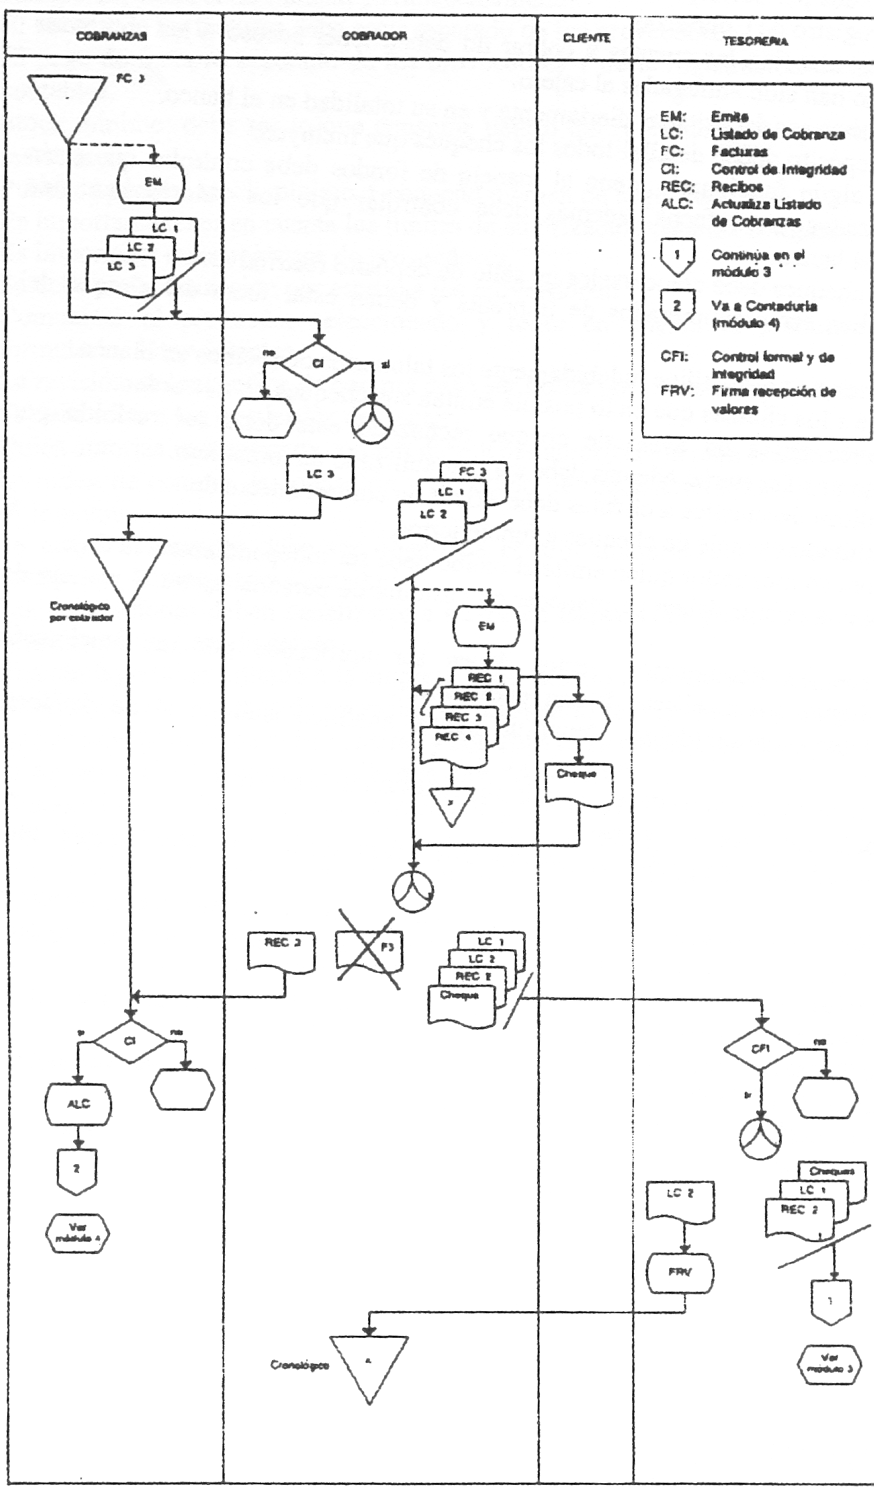 COBRANZAS
COBRADOR
CLIENTE
TESORERIA
FC 3
EM
LC 1
LC 2
LC 3
EM: Emite
LC: Listado de Cobranza
FC: Facturas
CI: Control de Integridad
REC: Recibos
ALC: Actualiza Listado
de Cobranzas
1 Continúa en el
módulo 3
2 Va a Contaduría
(módulo 4)
CFI: Control formal y de
integridad
FRV: Firma recepción de
valores
no
CI
si
LC 3
FC 3
LC 1
LC 2
Cronológico
por cobrador
EM
REC 1
REC 2
REC 3
REC 4
Cheque
REC 3
F3
LC 1
LC 2
REC 2
Cheque
CI
no
ALC
2
Ver
módulo 4
CFI
no
Cheques
LC 1
REC 2
LC 2
FRV
1
Ver
módulo 3
Cronológico